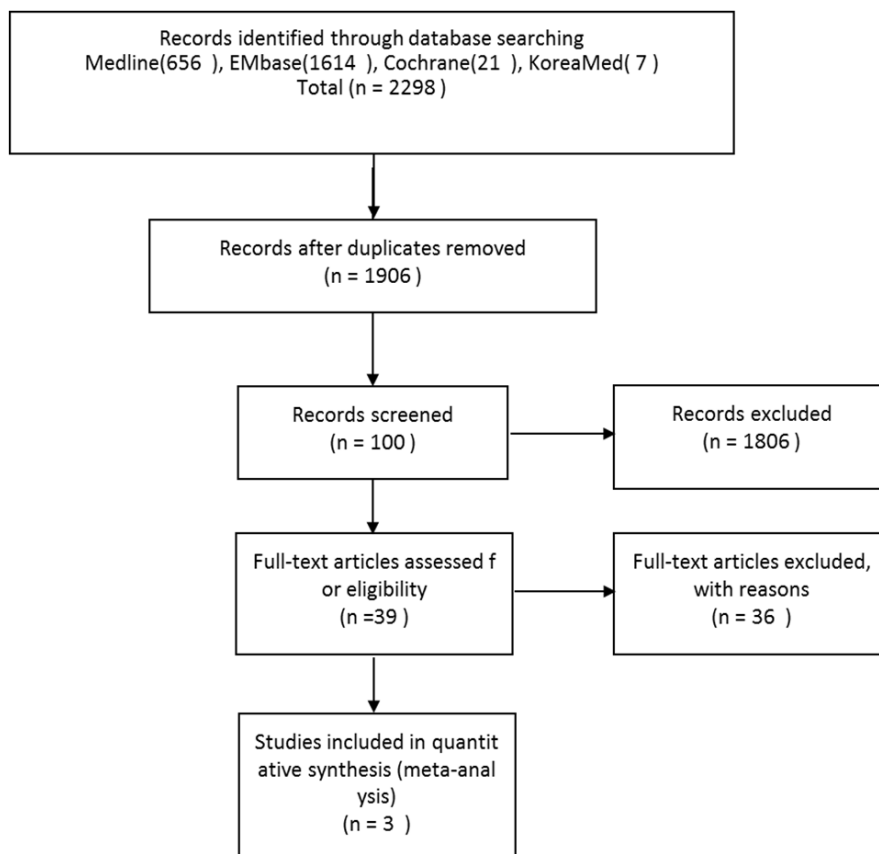 Records identified through database searching
Medline(656 ), EMbase(1614 ), Cochrane(21 ), KoreaMed( 7 )
Total (n = 2298 )
Records after duplicates removed
(n = 1906 )
Records screened
(n = 100 )
Records excluded
(n = 1806 )
Full-text articles assessed f
or eligibility
(n =39 )
Full-text articles excluded,
with reasons
(n = 36 )
Studies included in quantit
ative synthesis (meta-anal
ysis)
(n = 3 )